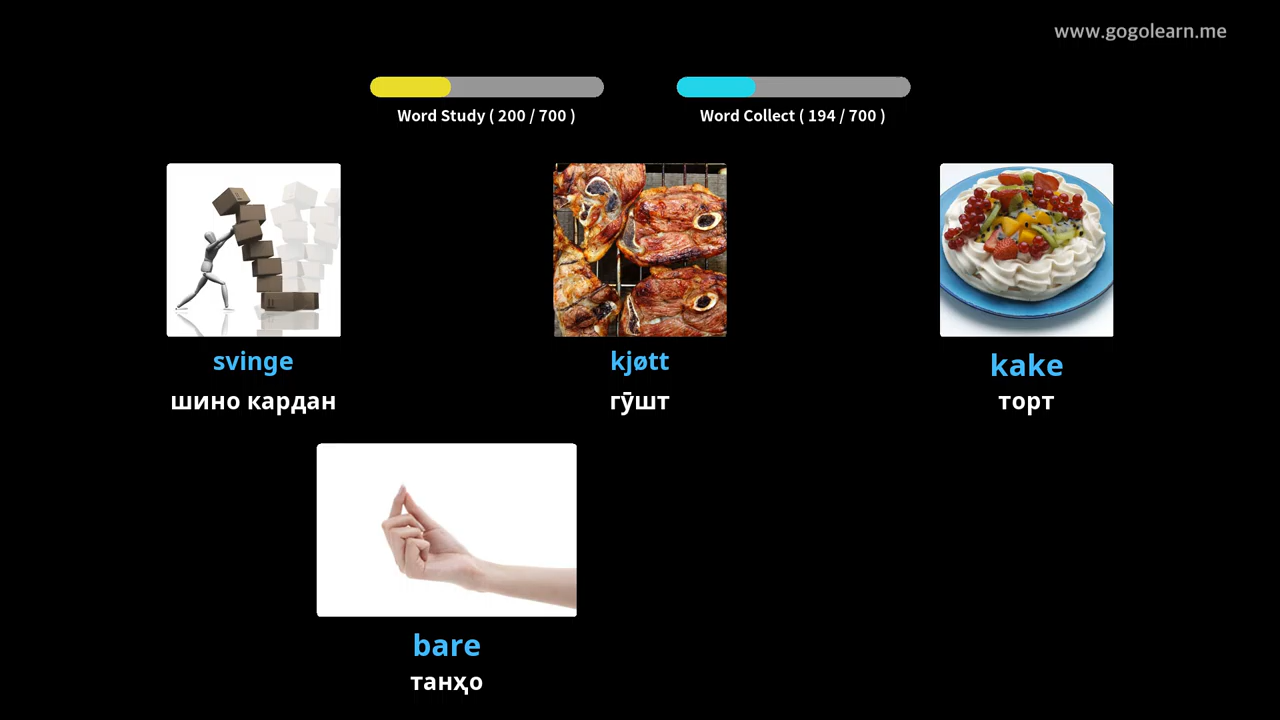 www.gogolearn.me
Word Study ( 200 / 700 )
Word Collect ( 194 / 700 )
svinge
kjøtt
kake
шино кардан
гӯшт
торт
bare
танҳо